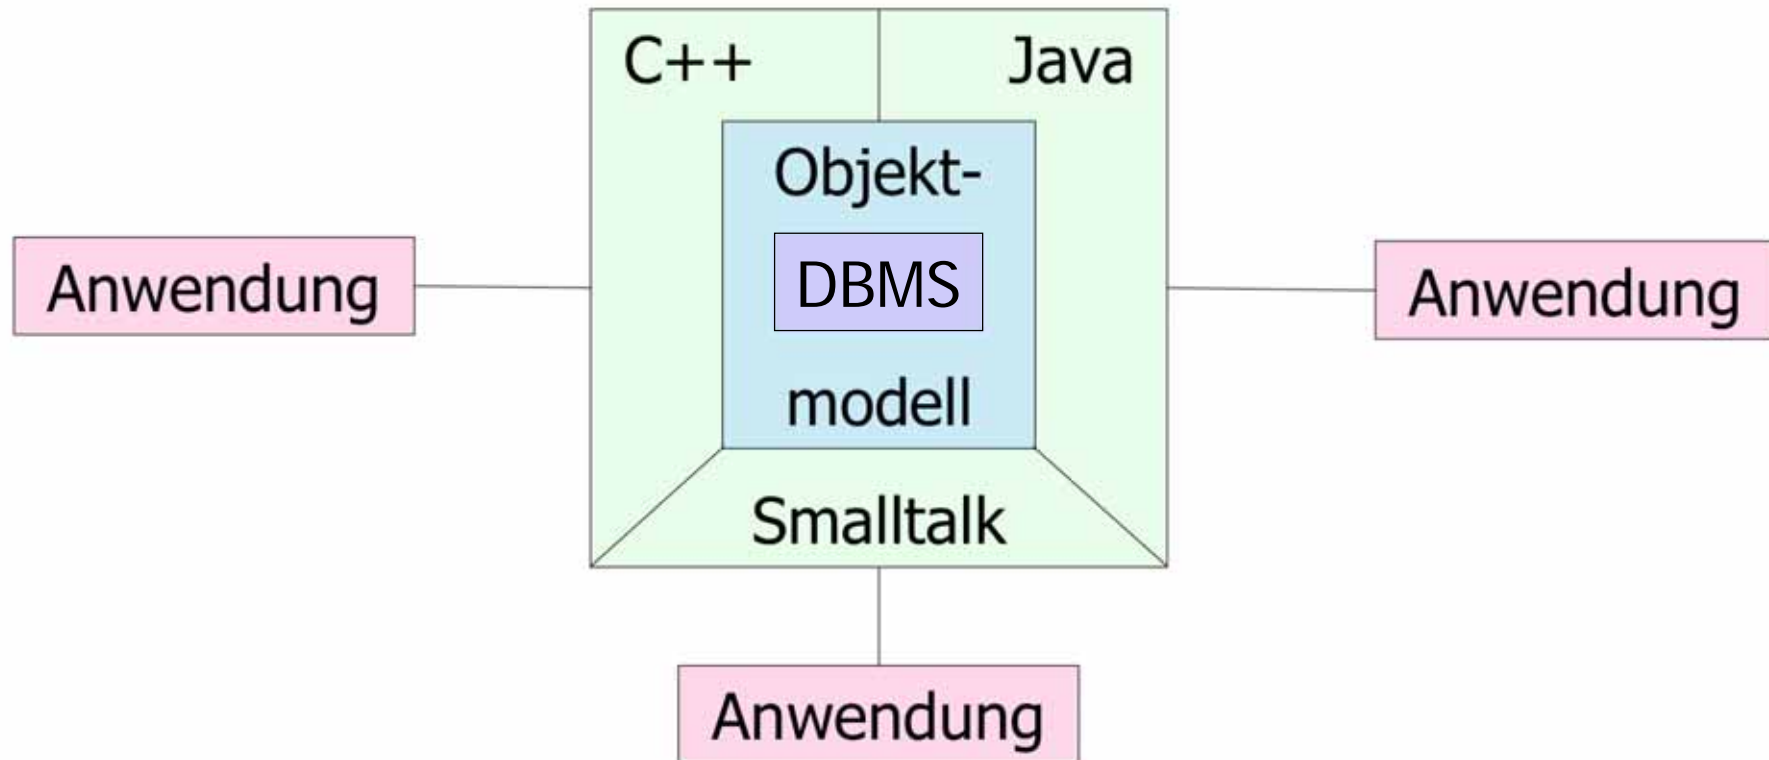 C++
Java
Objekt-
DBMS
modell
Anwendung
Anwendung
Smalltalk
Anwendung